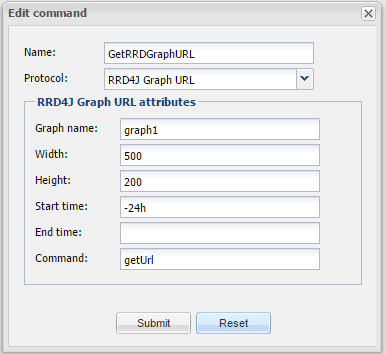 Edit command
Name: GetRRDGraphURL
Protocol: RRD4J Graph URL
RRD4J Graph URL attributes
Graph name: graph1
Width: 500
Height: 200
Start time: -24h
End time:
Command: getUrl
Submit Reset